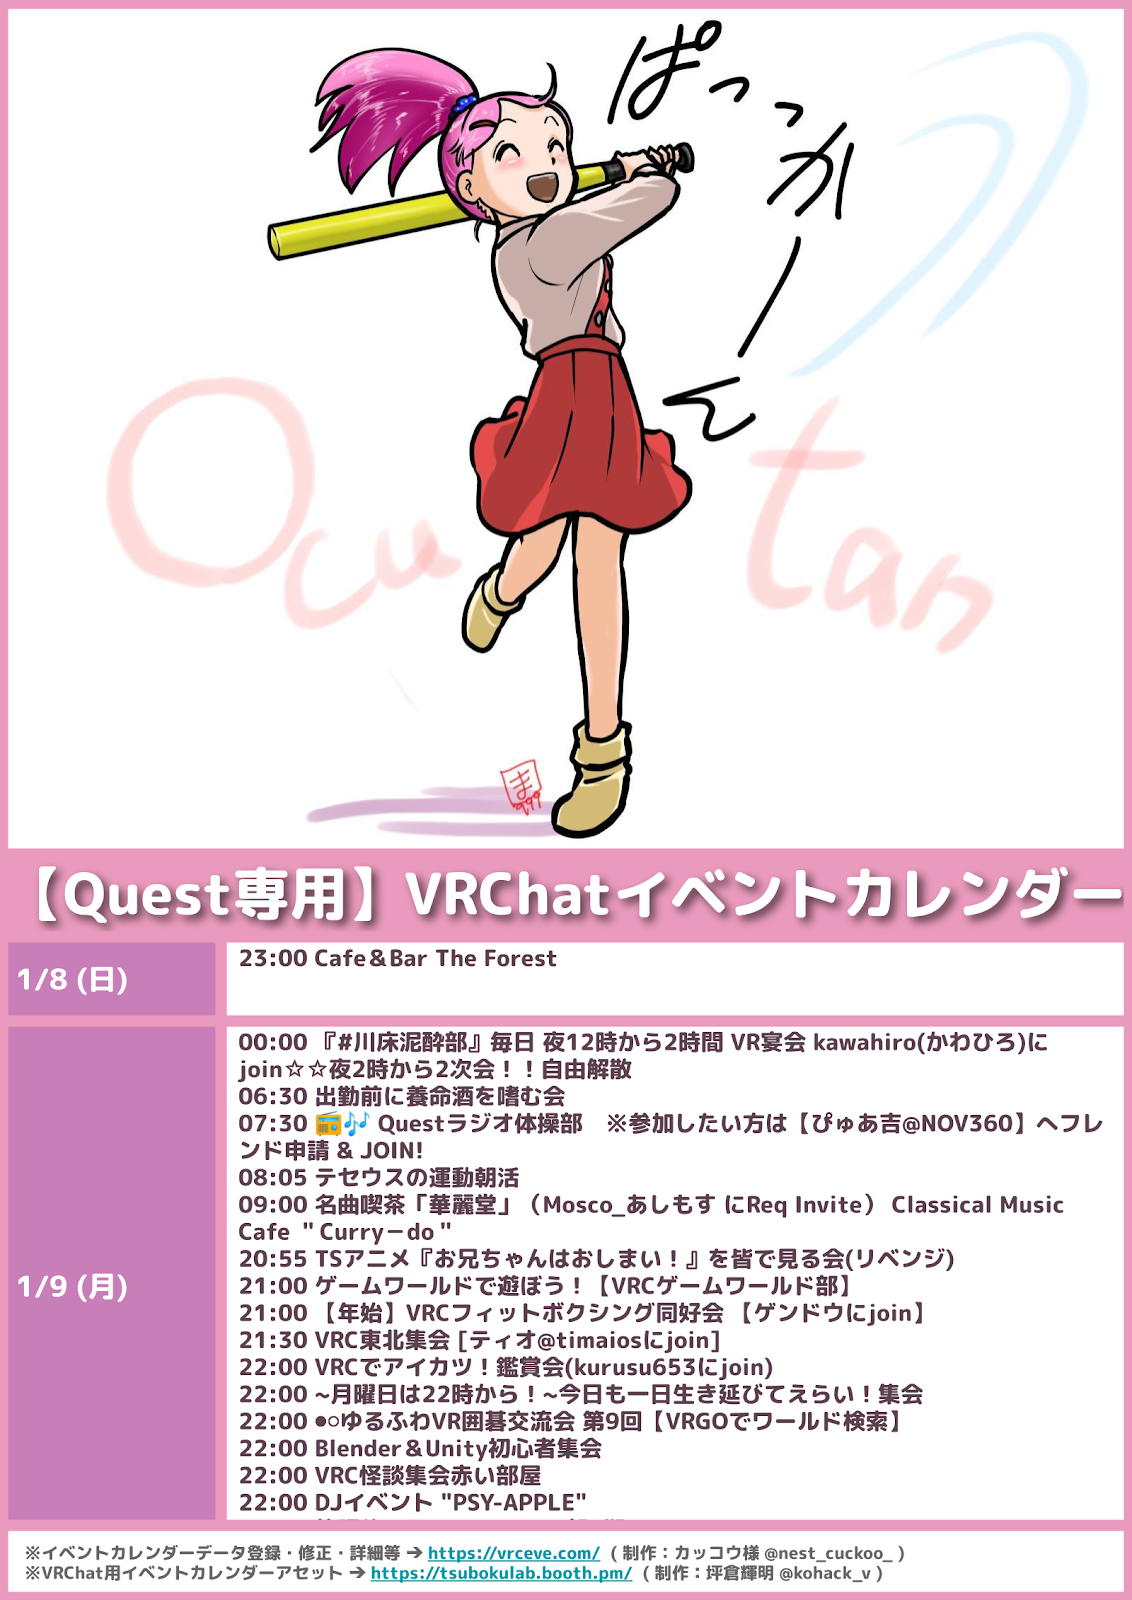 ぱっっかーーん
Ocu tan
ま
999
【Quest専用】VRChatイベントカレンダー
1/8 (日)
23:00 Cafe＆Bar The Forest
1/9 (月)
00:00 『#川床泥酔部』毎日 夜12時から2時間 VR宴会 kawahiro(かわひろ)に
join☆☆夜2時から2次会！！自由解散
06:30 出勤前に養命酒を嗜む会
07:30 📻🎶 Questラジオ体操部　※参加したい方は【ぴゅあ吉@NOV360】へフレ
ンド申請 & JOIN!
08:05 テセウスの運動朝活
09:00 名曲喫茶「華麗堂」（Mosco_あしもす にReq Invite） Classical Music
Cafe ＂Curry－do＂
20:55 TSアニメ『お兄ちゃんはおしまい！』を皆で見る会(リベンジ)
21:00 ゲームワールドで遊ぼう！【VRCゲームワールド部】
21:00 【年始】VRCフィットボクシング同好会 【ゲンドウにjoin】
21:30 VRC東北集会 [ティオ@timaiosにjoin]
22:00 VRCでアイカツ！鑑賞会(kurusu653にjoin)
22:00 ~月曜日は22時から！~今日も一日生き延びてえらい！集会
22:00 ⚫︎⚪︎ゆるふわVR囲碁交流会 第9回【VRGOでワールド検索】
22:00 Blender＆Unity初心者集会
22:00 VRC怪談集会赤い部屋
22:00 DJイベント "PSY-APPLE"
※イベントカレンダーデータ登録・修正・詳細等 ➔ https://vrceve.com/ ( 制作：カッコウ様 @nest_cuckoo_ )
※VRChat用イベントカレンダーアセット ➔ https://tsubokulab.booth.pm/ ( 制作：坪倉輝明 @kohack_v )